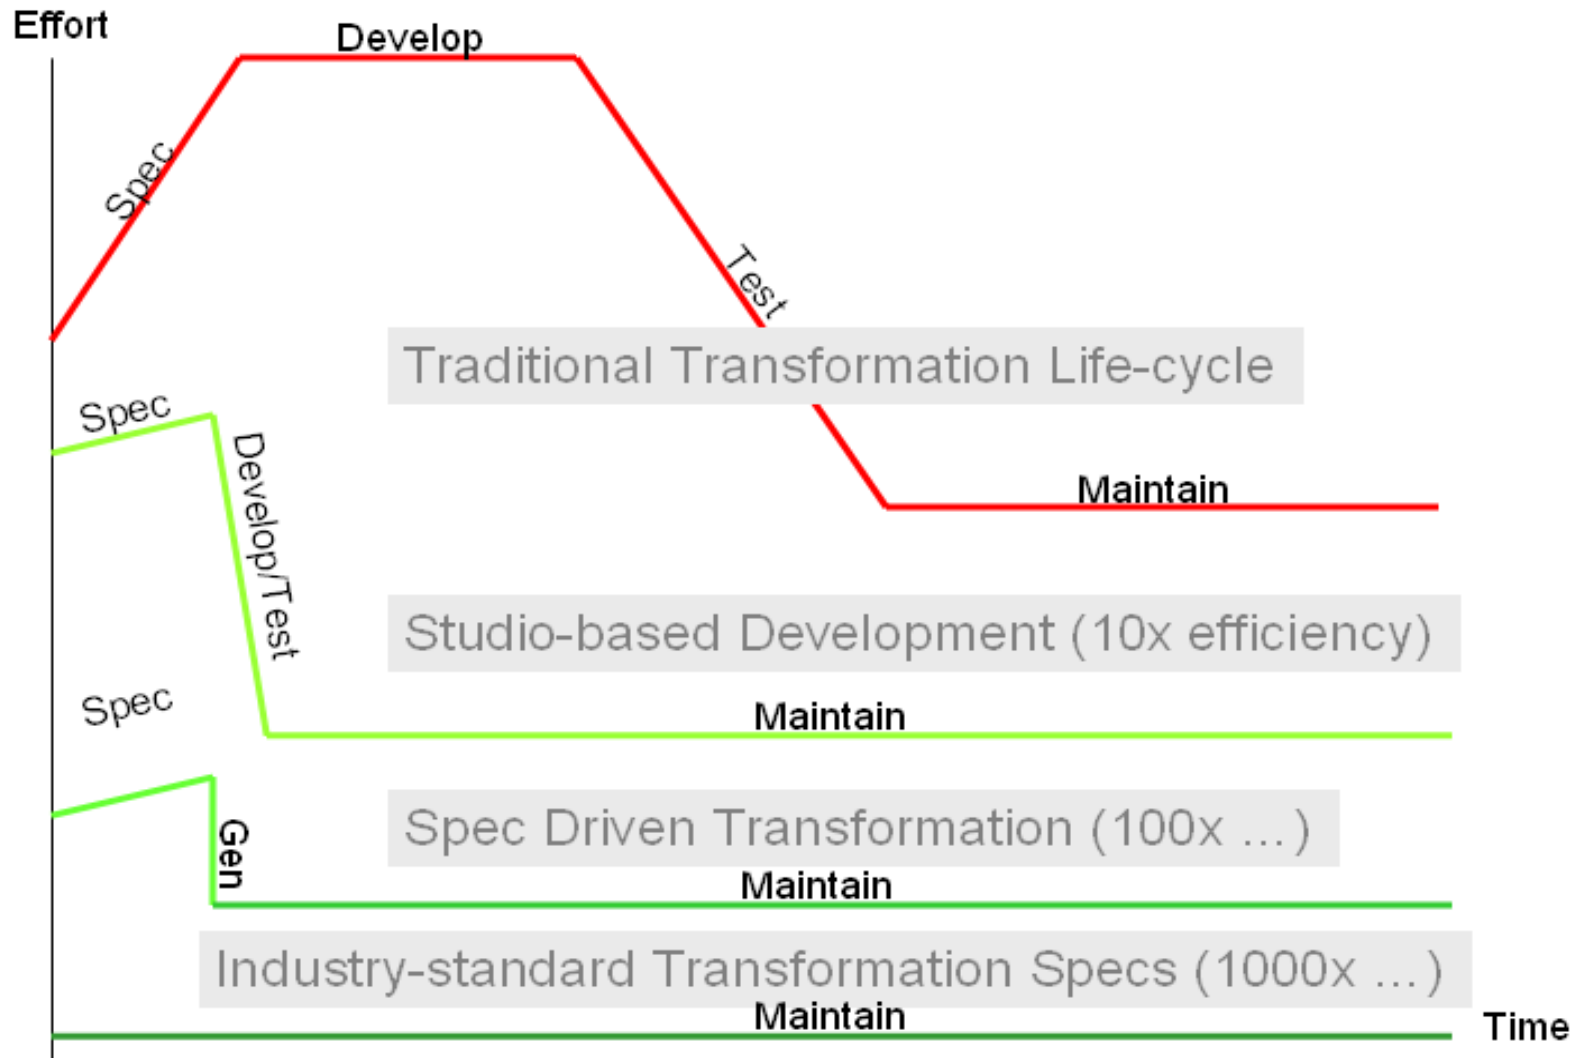 Effort
Develop
Spec
Test
Traditional Transformation Life-cycle
Spec
Develop/Test
Maintain
Studio-based Development (10x efficiency)
Spec
Maintain
Gen
Spec Driven Transformation (100x ...)
Maintain
Industry-standard Transformation Specs (1000x ...)
Maintain
Time